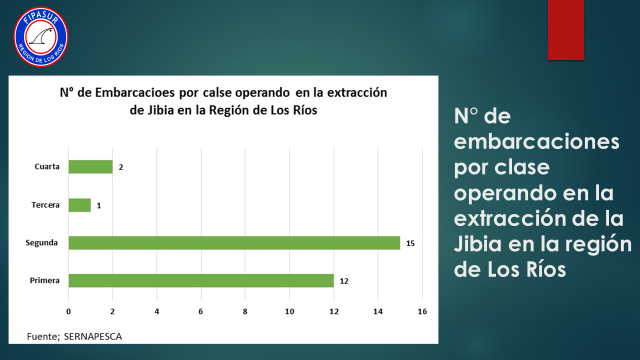 FIPASUR
REGIÓN DE LOS RÍOS
N° de Embarcacioes por calse operando en la extracción
de Jibia en la Región de Los Ríos
Cuarta 2
Tercera 1
Segunda 15
Primera 12
0 2 4 6 8 10 12 14 16
Fuente; SERNAPESCA
N° de
embarcaciones
por clase
operando en la
extracción de la
Jibia en la región
de Los Ríos